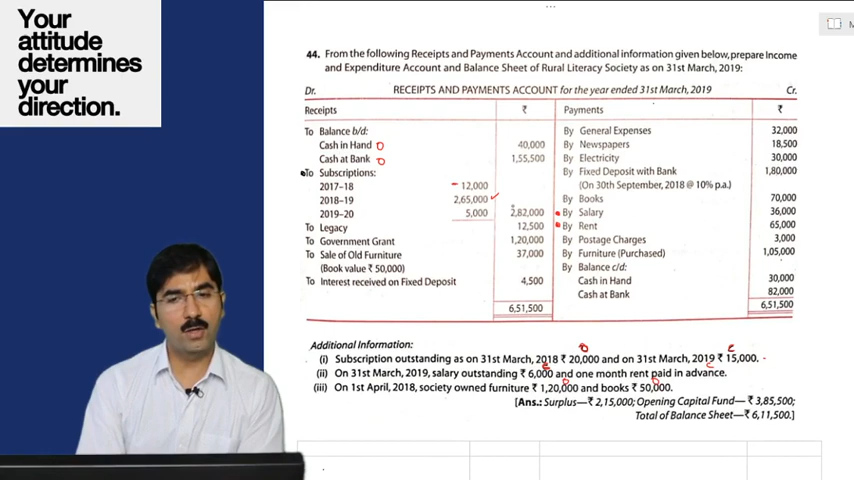 Your
attitude
determines
your
direction.
44. From the following Receipts and Payments Account and additional information given below, prepare Income
and Expenditure Account and Balance Sheet of Rural Literacy Society as on 31st March, 2019:
Dr. RECEIPTS AND PAYMENTS ACCOUNT for the year ended 31st March, 2019 Cr.
Receipts ₹ Payments ₹
To Balance b/d: By General Expenses 32,000
Cash in Hand 40,000 By Newspapers 18,500
Cash at Bank 1,55,500 By Electricity 30,000
To Subscriptions: By Fixed Deposit with Bank 1,80,000
2017–18 12,000 (On 30th September, 2018 @ 10% p.a.)
2018–19 2,65,000 By Books 70,000
2019–20 5,000 2,82,000 By Salary 36,000
To Legacy 12,500 By Rent 65,000
To Government Grant 1,20,000 By Postage Charges 3,000
To Sale of Old Furniture 37,000 By Furniture (Purchased) 1,05,000
(Book value ₹ 50,000) By Balance c/d:
To Interest received on Fixed Deposit 4,500 Cash in Hand 30,000
Cash at Bank 82,000
6,51,500 6,51,500
Additional Information:
(i) Subscription outstanding as on 31st March, 2018 ₹ 20,000 and on 31st March, 2019 ₹ 15,000.
(ii) On 31st March, 2019, salary outstanding ₹ 6,000 and one month rent paid in advance.
(iii) On 1st April, 2018, society owned furniture ₹ 1,20,000 and books ₹ 50,000.
[Ans.: Surplus—₹ 2,15,000; Opening Capital Fund—₹ 3,85,500;
Total of Balance Sheet—₹ 6,11,500.]